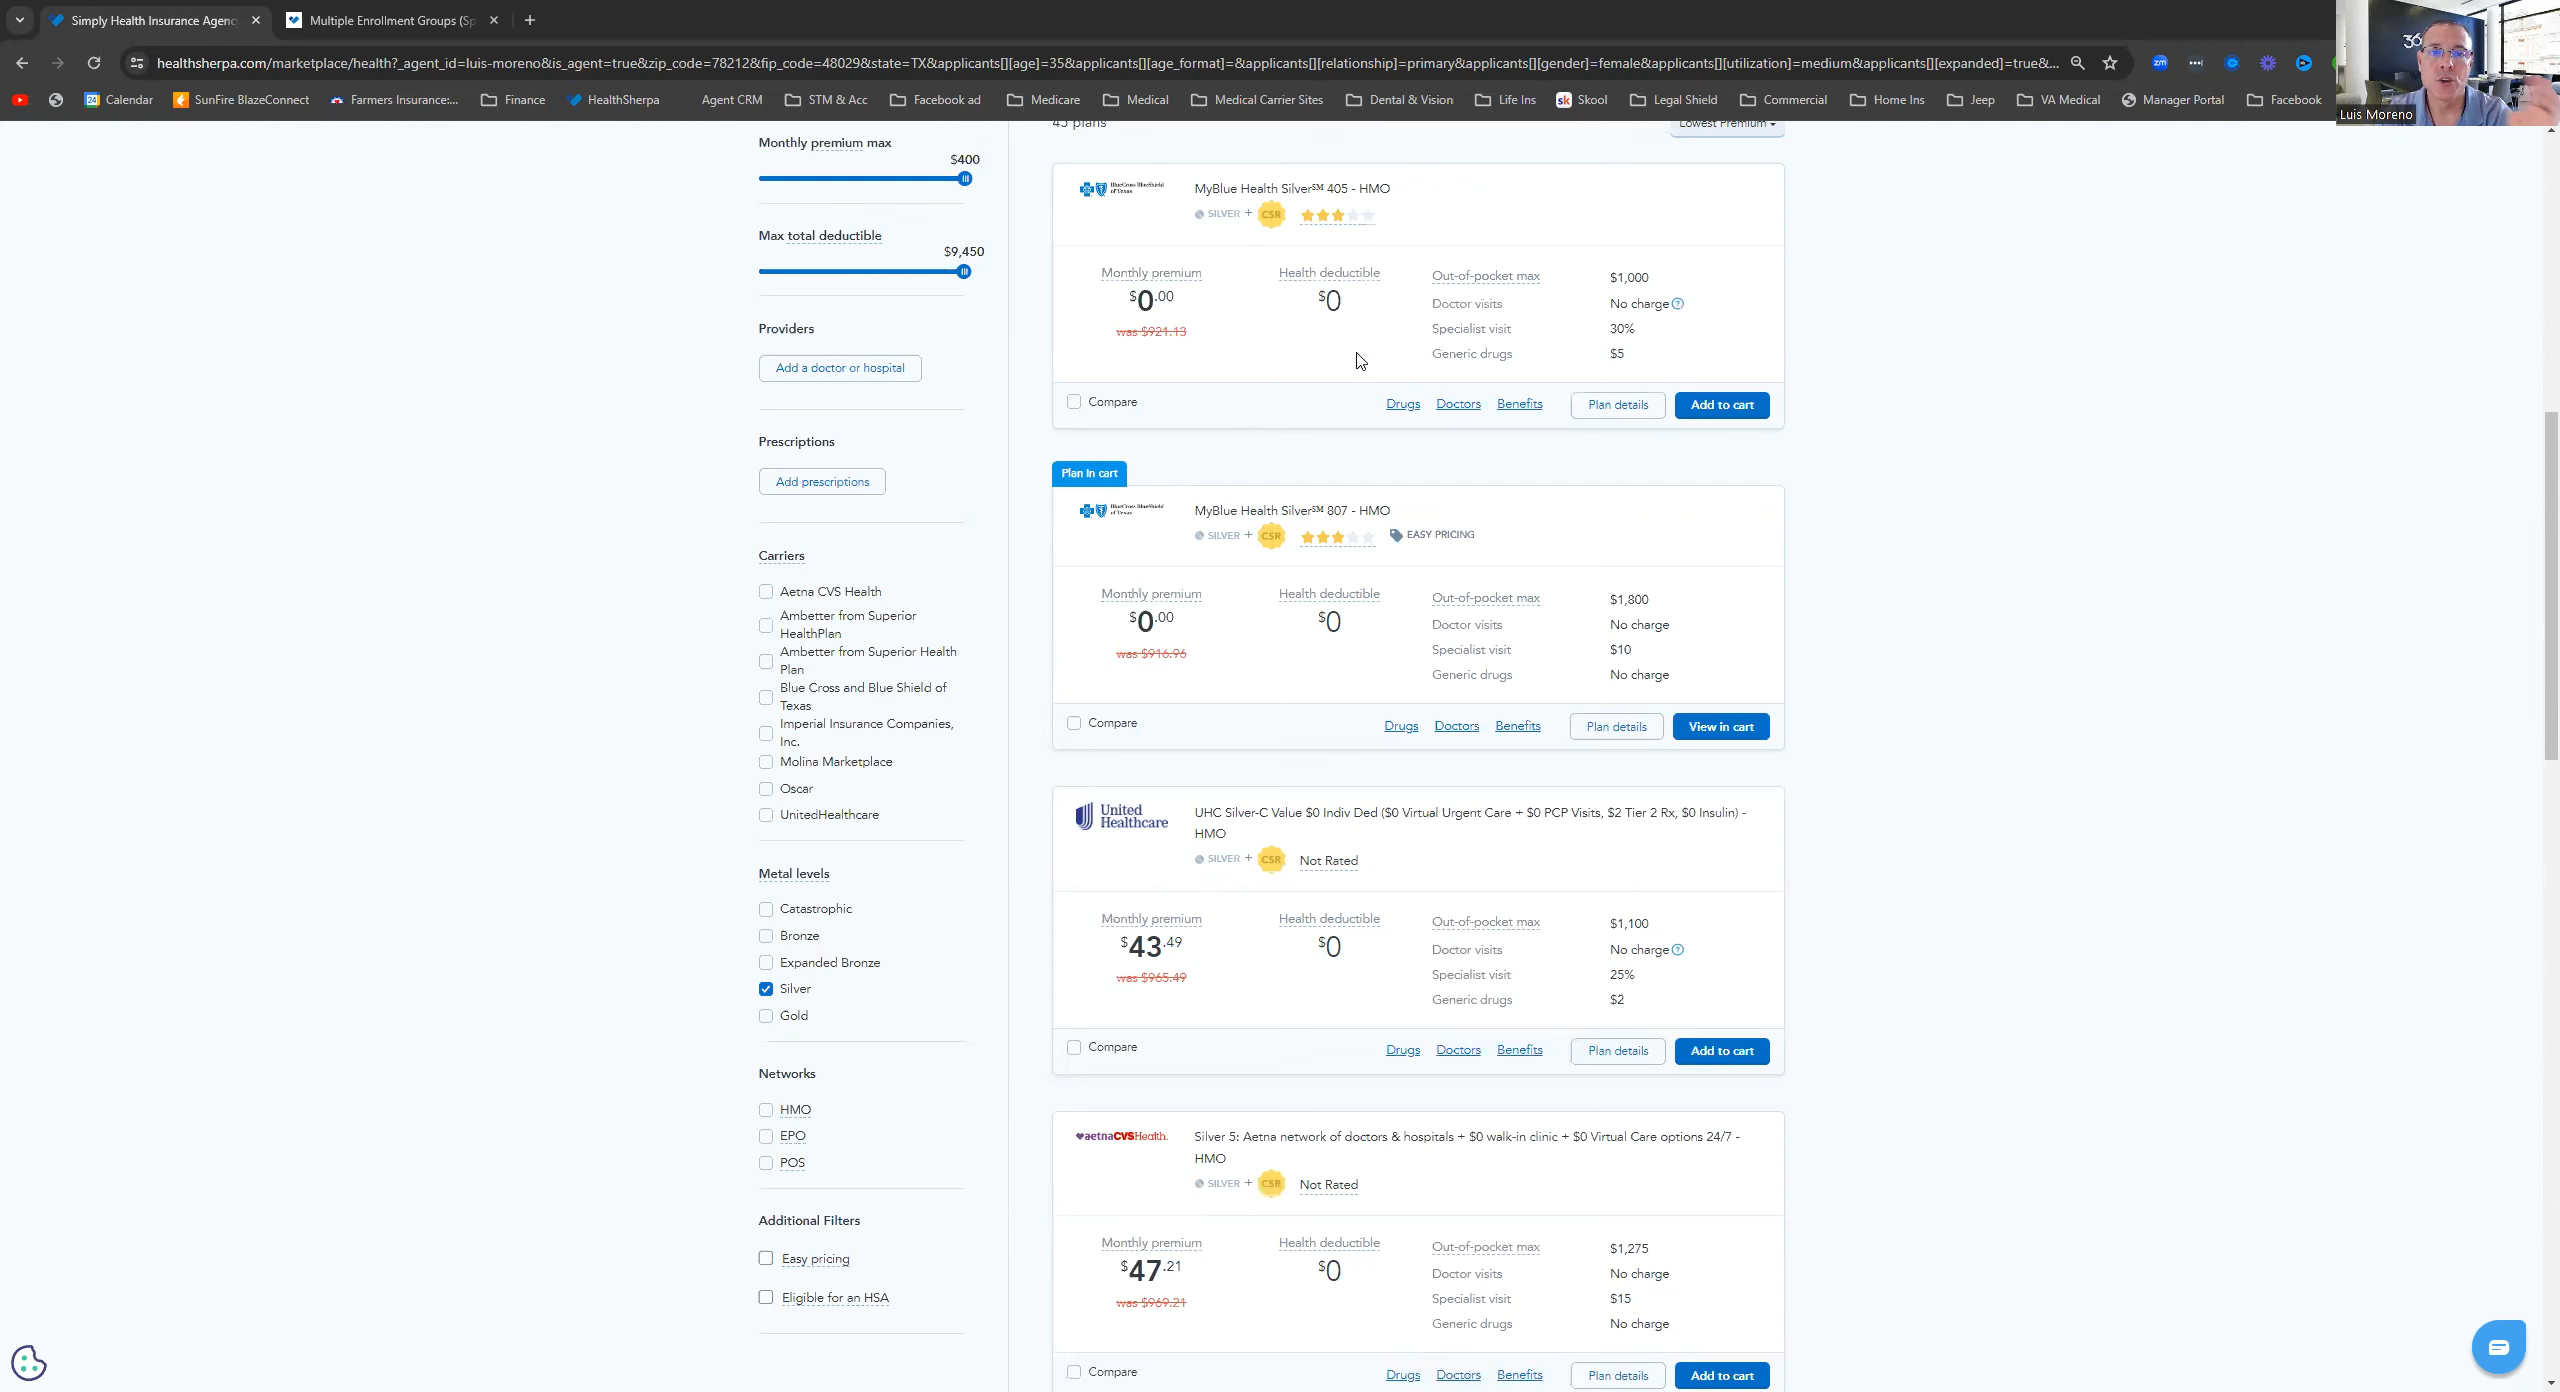 Simply Health Insurance Agenc
Multiple Enrollment Groups (Sp
healthsherpa.com/marketplace/health?_agent_id=luis-moreno&is_agent=true&zip_code=78212&fip_code=48029&state=TX&applicants[][age]=35&applicants[][age_format]=&applicants[][relationship]=primary&applicants[][gender]=female&applicants[][utilization]=medium&applicants[][expanded]=true&...
Calendar SunFire BlazeConnect Farmers Insurance:... Finance HealthSherpa Agent CRM STM & Acc Facebook ad Medicare Medical Medical Carrier Sites Dental & Vision Life Ins Skool Legal Shield Commercial Home Ins Jeep VA Medical Manager Portal Facebook
Luis Moreno
Monthly premium max
$400
Max total deductible
$9,450
Providers
Add a doctor or hospital
Prescriptions
Add prescriptions
Carriers
Aetna CVS Health
Ambetter from Superior
HealthPlan
Ambetter from Superior Health
Plan
Blue Cross and Blue Shield of
Texas
Imperial Insurance Companies,
Inc.
Molina Marketplace
Oscar
UnitedHealthcare
Metal levels
Catastrophic
Bronze
Expanded Bronze
Silver
Gold
Networks
HMO
EPO
POS
Additional Filters
Easy pricing
Eligible for an HSA
45 plans
Lowest Premium
BlueCross BlueShield
of Texas
MyBlue Health Silver℠ 405 - HMO
SILVER + CSR
Monthly premium
$0.00
was $921.13
Health deductible
$0
Out-of-pocket max $1,000
Doctor visits No charge
Specialist visit 30%
Generic drugs $5
Compare
Drugs Doctors Benefits Plan details Add to cart
Plan in cart
BlueCross BlueShield
of Texas
MyBlue Health Silver℠ 807 - HMO
SILVER + CSR EASY PRICING
Monthly premium
$0.00
was $916.96
Health deductible
$0
Out-of-pocket max $1,800
Doctor visits No charge
Specialist visit $10
Generic drugs No charge
Compare
Drugs Doctors Benefits Plan details View in cart
United
Healthcare
UHC Silver-C Value $0 Indiv Ded ($0 Virtual Urgent Care + $0 PCP Visits, $2 Tier 2 Rx, $0 Insulin) -
HMO
SILVER + CSR Not Rated
Monthly premium
$43.49
was $965.49
Health deductible
$0
Out-of-pocket max $1,100
Doctor visits No charge
Specialist visit 25%
Generic drugs $2
Compare
Drugs Doctors Benefits Plan details Add to cart
aetnaCVSHealth.
Silver 5: Aetna network of doctors & hospitals + $0 walk-in clinic + $0 Virtual Care options 24/7 -
HMO
SILVER + CSR Not Rated
Monthly premium
$47.21
was $969.21
Health deductible
$0
Out-of-pocket max $1,275
Doctor visits No charge
Specialist visit $15
Generic drugs No charge
Compare
Drugs Doctors Benefits Plan details Add to cart